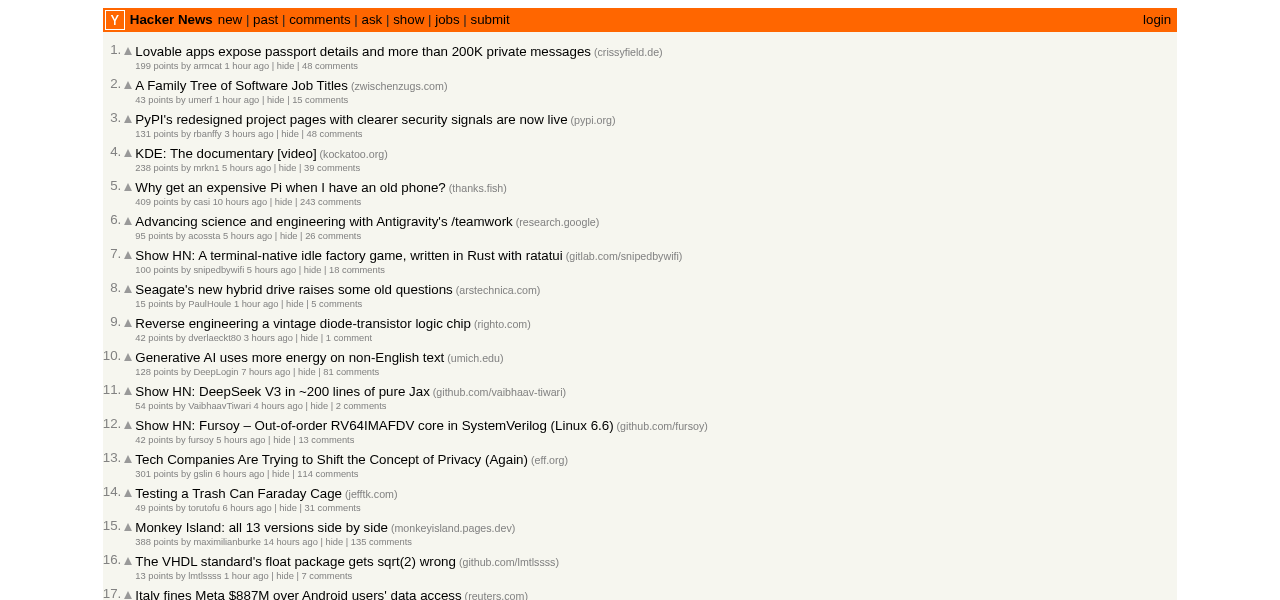 Y Hacker News new | past | comments | ask | show | jobs | submit login
1. Lovable apps expose passport details and more than 200K private messages (crissyfield.de)
199 points by armcat 1 hour ago | hide | 48 comments
2. A Family Tree of Software Job Titles (zwischenzugs.com)
43 points by umerf 1 hour ago | hide | 15 comments
3. PyPI's redesigned project pages with clearer security signals are now live (pypi.org)
131 points by rbanffy 3 hours ago | hide | 48 comments
4. KDE: The documentary [video] (kockatoo.org)
238 points by mrkn1 5 hours ago | hide | 39 comments
5. Why get an expensive Pi when I have an old phone? (thanks.fish)
409 points by casi 10 hours ago | hide | 243 comments
6. Advancing science and engineering with Antigravity's /teamwork (research.google)
95 points by acossta 5 hours ago | hide | 26 comments
7. Show HN: A terminal-native idle factory game, written in Rust with ratatui (gitlab.com/snipedbywifi)
100 points by snipedbywifi 5 hours ago | hide | 18 comments
8. Seagate's new hybrid drive raises some old questions (arstechnica.com)
15 points by PaulHoule 1 hour ago | hide | 5 comments
9. Reverse engineering a vintage diode-transistor logic chip (righto.com)
42 points by dverlaeckt80 3 hours ago | hide | 1 comment
10. Generative AI uses more energy on non-English text (umich.edu)
128 points by DeepLogin 7 hours ago | hide | 81 comments
11. Show HN: DeepSeek V3 in ~200 lines of pure Jax (github.com/vaibhaav-tiwari)
54 points by VaibhaavTiwari 4 hours ago | hide | 2 comments
12. Show HN: Fursoy – Out-of-order RV64IMAFDV core in SystemVerilog (Linux 6.6) (github.com/fursoy)
42 points by fursoy 5 hours ago | hide | 13 comments
13. Tech Companies Are Trying to Shift the Concept of Privacy (Again) (eff.org)
301 points by gslin 6 hours ago | hide | 114 comments
14. Testing a Trash Can Faraday Cage (jefftk.com)
49 points by torutofu 6 hours ago | hide | 31 comments
15. Monkey Island: all 13 versions side by side (monkeyisland.pages.dev)
388 points by maximilianburke 14 hours ago | hide | 135 comments
16. The VHDL standard's float package gets sqrt(2) wrong (github.com/lmtlssss)
13 points by lmtlssss 1 hour ago | hide | 7 comments
17. Italy fines Meta $887M over Android users' data access (reuters.com)